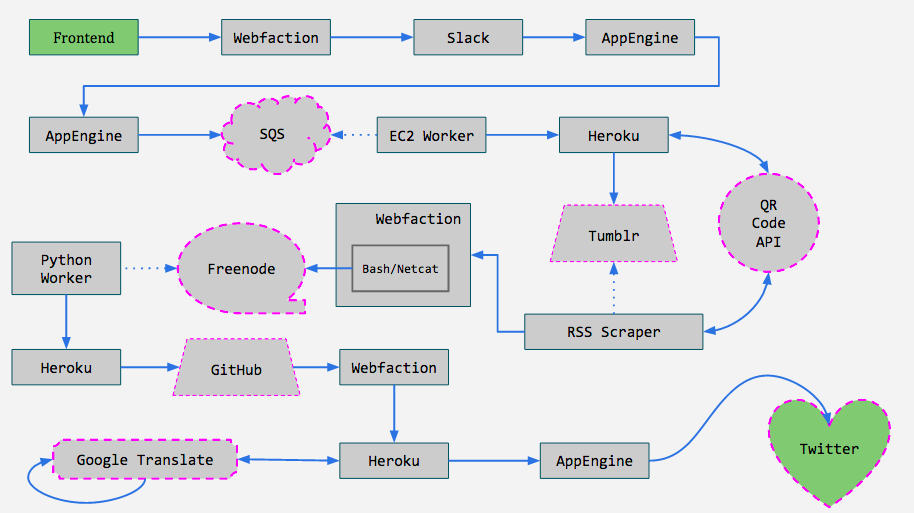 Frontend
Webfaction
Slack
AppEngine
AppEngine
SQS
EC2 Worker
Heroku
QR
Code
API
Tumblr
Webfaction
Bash/Netcat
Freenode
Python
Worker
RSS Scraper
Heroku
GitHub
Webfaction
Google Translate
Heroku
AppEngine
Twitter